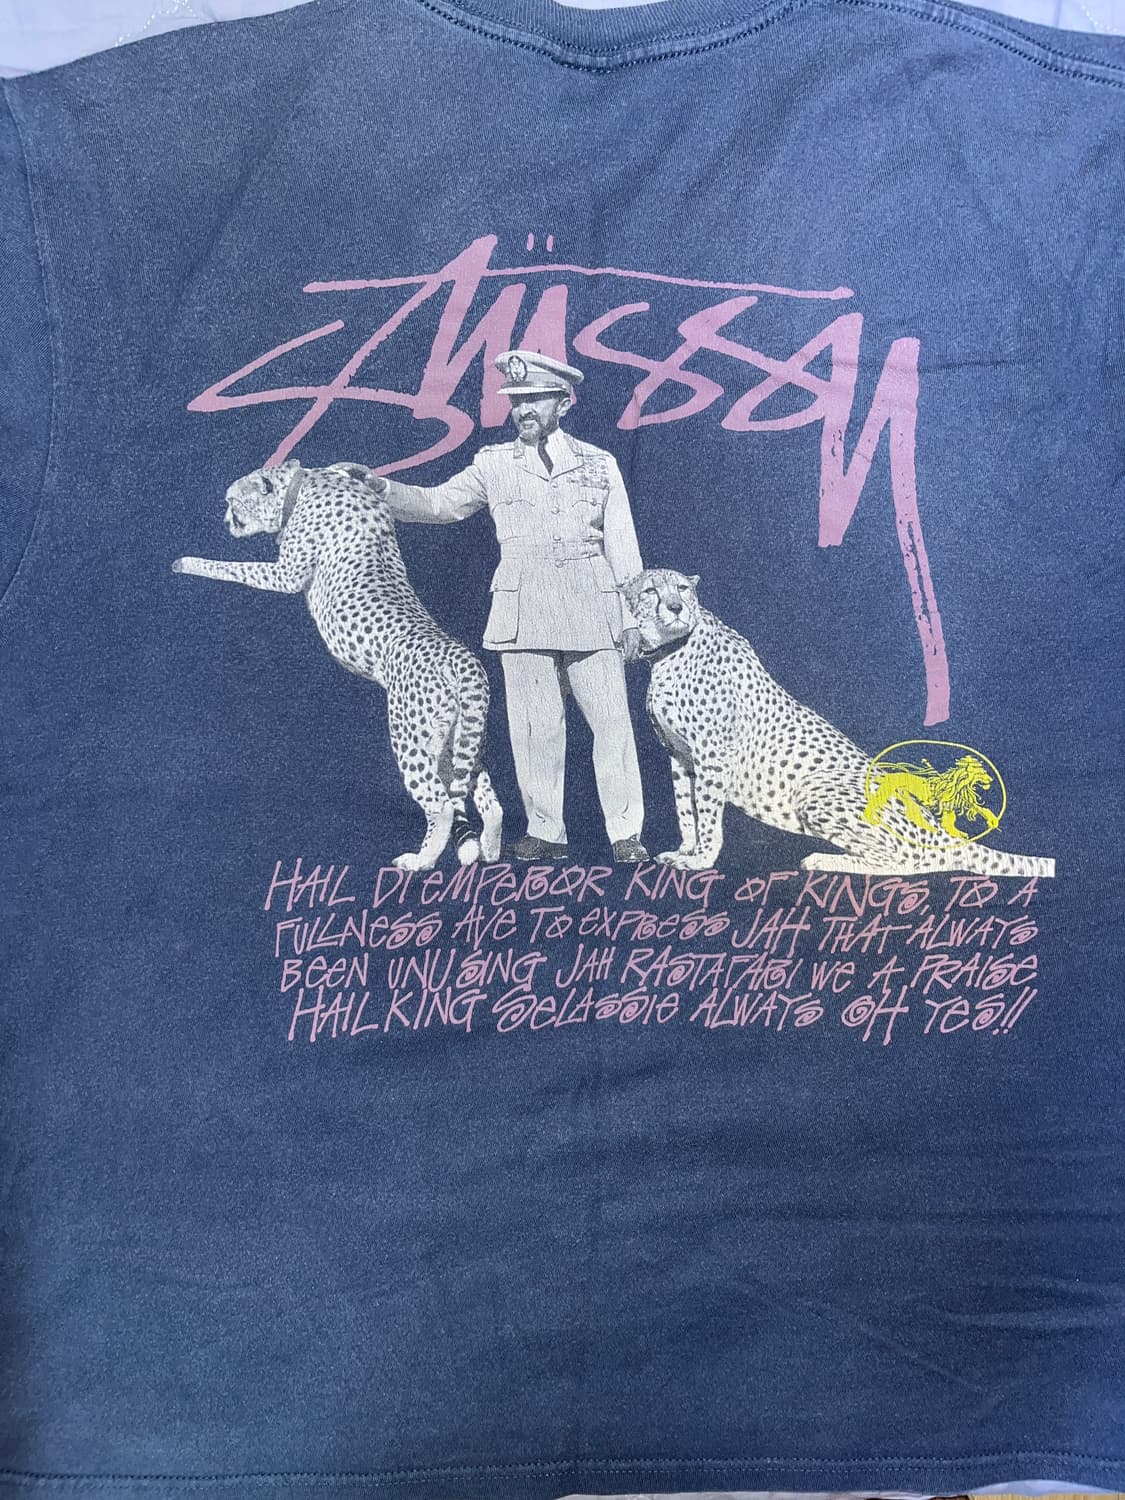 Stüssy
HAIL DI EMPEROR KING OF KINGS, TO A
FULLNESS AVE TO EXPRESS JAH THAT ALWAYS
BEEN UNUSING JAH RASTAFARI WE A PRAISE
HAIL KING SELASSIE ALWAYS OH YES!!